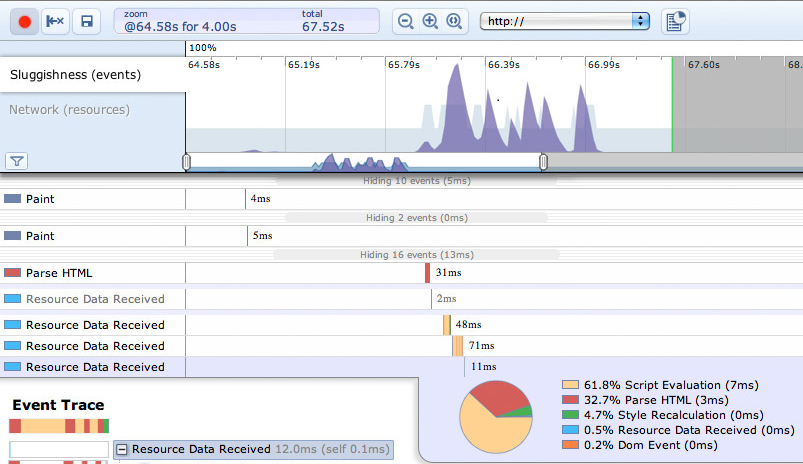 zoom total
@64.58s for 4.00s 67.52s
http://
100%
64.58s 65.19s 65.79s 66.39s 66.99s 67.60s 68.
Sluggishness (events)
Network (resources)
Hiding 10 events (5ms)
Paint 4ms
Hiding 2 events (0ms)
Paint 5ms
Hiding 16 events (13ms)
Parse HTML 31ms
Resource Data Received 2ms
Resource Data Received 48ms
Resource Data Received 71ms
Resource Data Received 11ms
61.8% Script Evaluation (7ms)
32.7% Parse HTML (3ms)
4.7% Style Recalculation (0ms)
0.5% Resource Data Received (0ms)
0.2% Dom Event (0ms)
Event Trace
Resource Data Received 12.0ms (self 0.1ms)